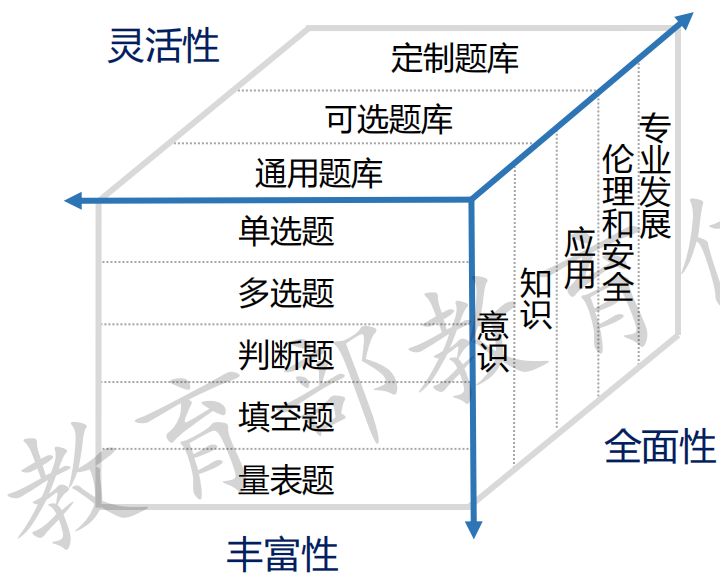 灵活性
定制题库
可选题库
通用题库
单选题
多选题
判断题
填空题
量表题
意识
知识
应用
伦理和安全
专业发展
全面性
丰富性
教育部教育